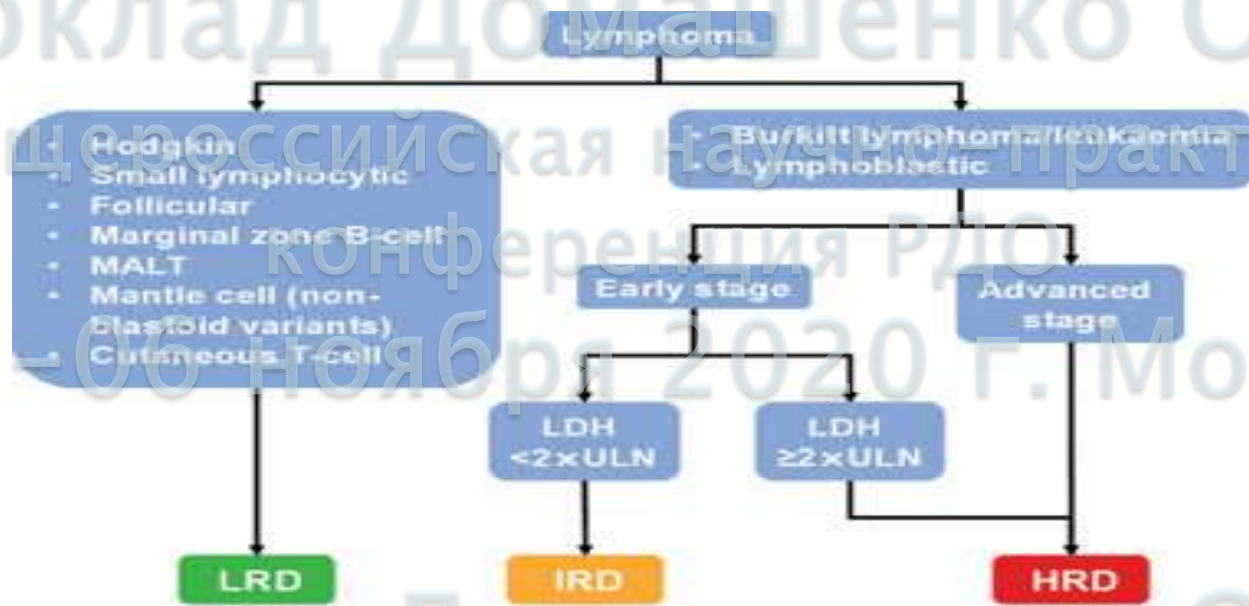 оклад Домашенко О
Lymphoma
щероссийская научно-практ
• Hodgkin
• Small lymphocytic
• Follicular
• Marginal zone B-cell
• MALT
• Mantle cell (non-
blastoid variants)
• Cutaneous T-cell
• Burkitt lymphoma/leukaemia
• Lymphoblastic
конференция РДО
Early stage
Advanced
stage
–06 ноября 2020 г. Мо
LDH
<2×ULN
LDH
≥2×ULN
LRD
IRD
HRD